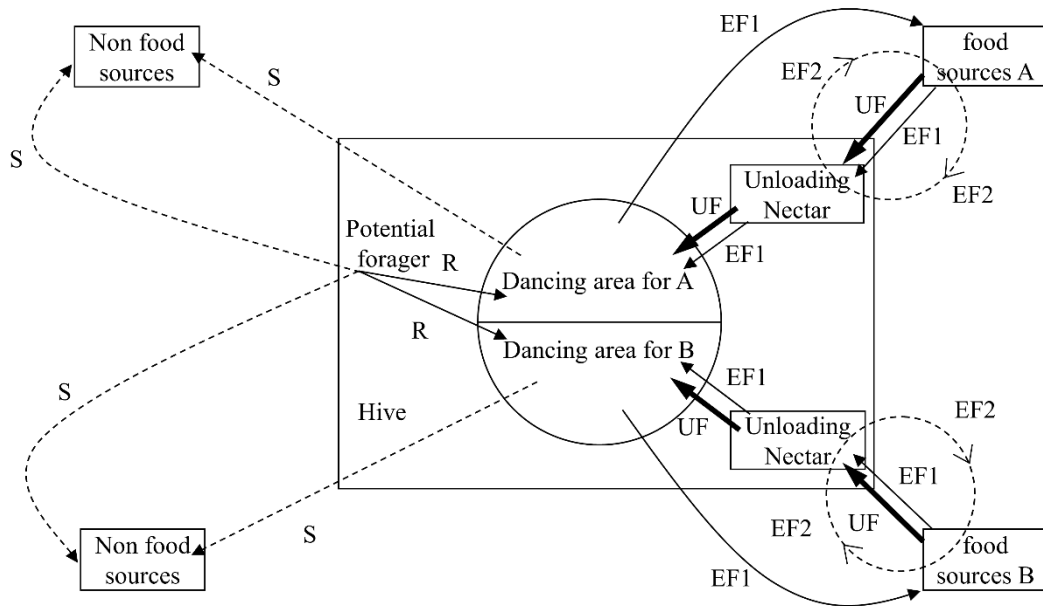 Non food
sources
S
S
EF1
food
sources A
EF2
UF
EF1
EF2
Unloading
Nectar
UF
EF1
Potential
forager
R
Dancing area for A
R
Dancing area for B
EF1
UF
Unloading
Nectar
Hive
S
S
EF2
EF1
UF
EF2
EF1
Non food
sources
food
sources B